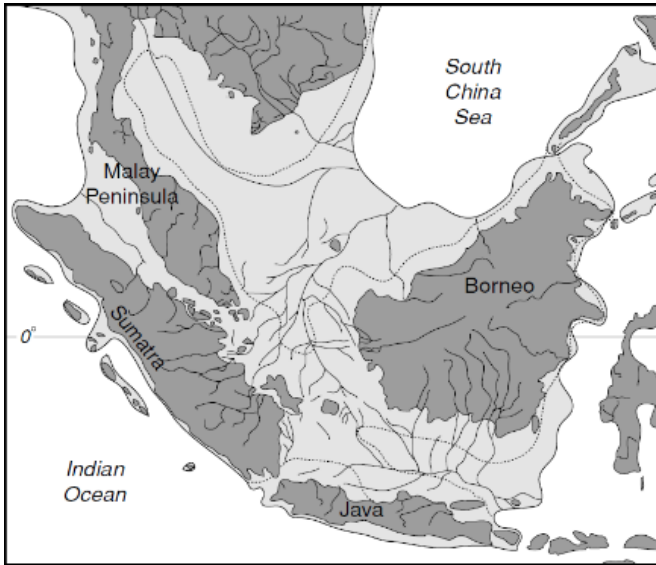 South
China
Sea
Malay
Peninsula
Borneo
Sumatra
0°
Indian
Ocean
Java